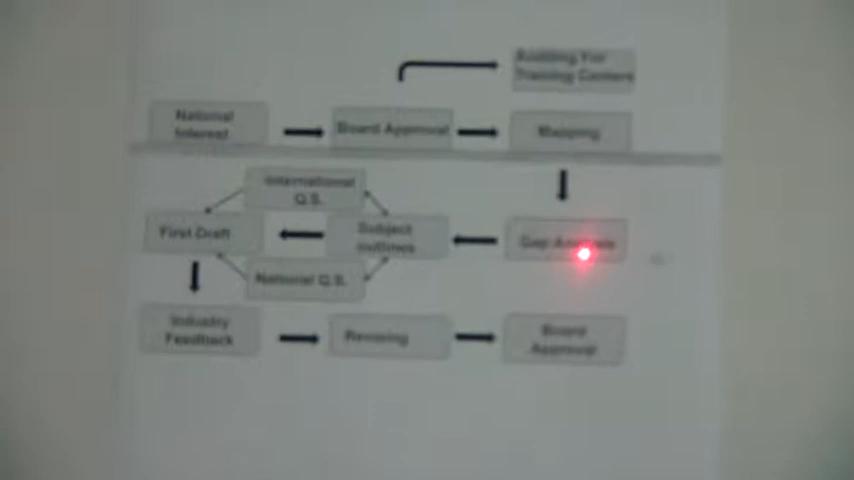 Auditing For
Training Centers
National
Interest
Board Approval
Mapping
International
Q.S.
First Draft
Subject
outlines
Gap Analysis
National Q.S.
Industry
Feedback
Revising
Board
Approval